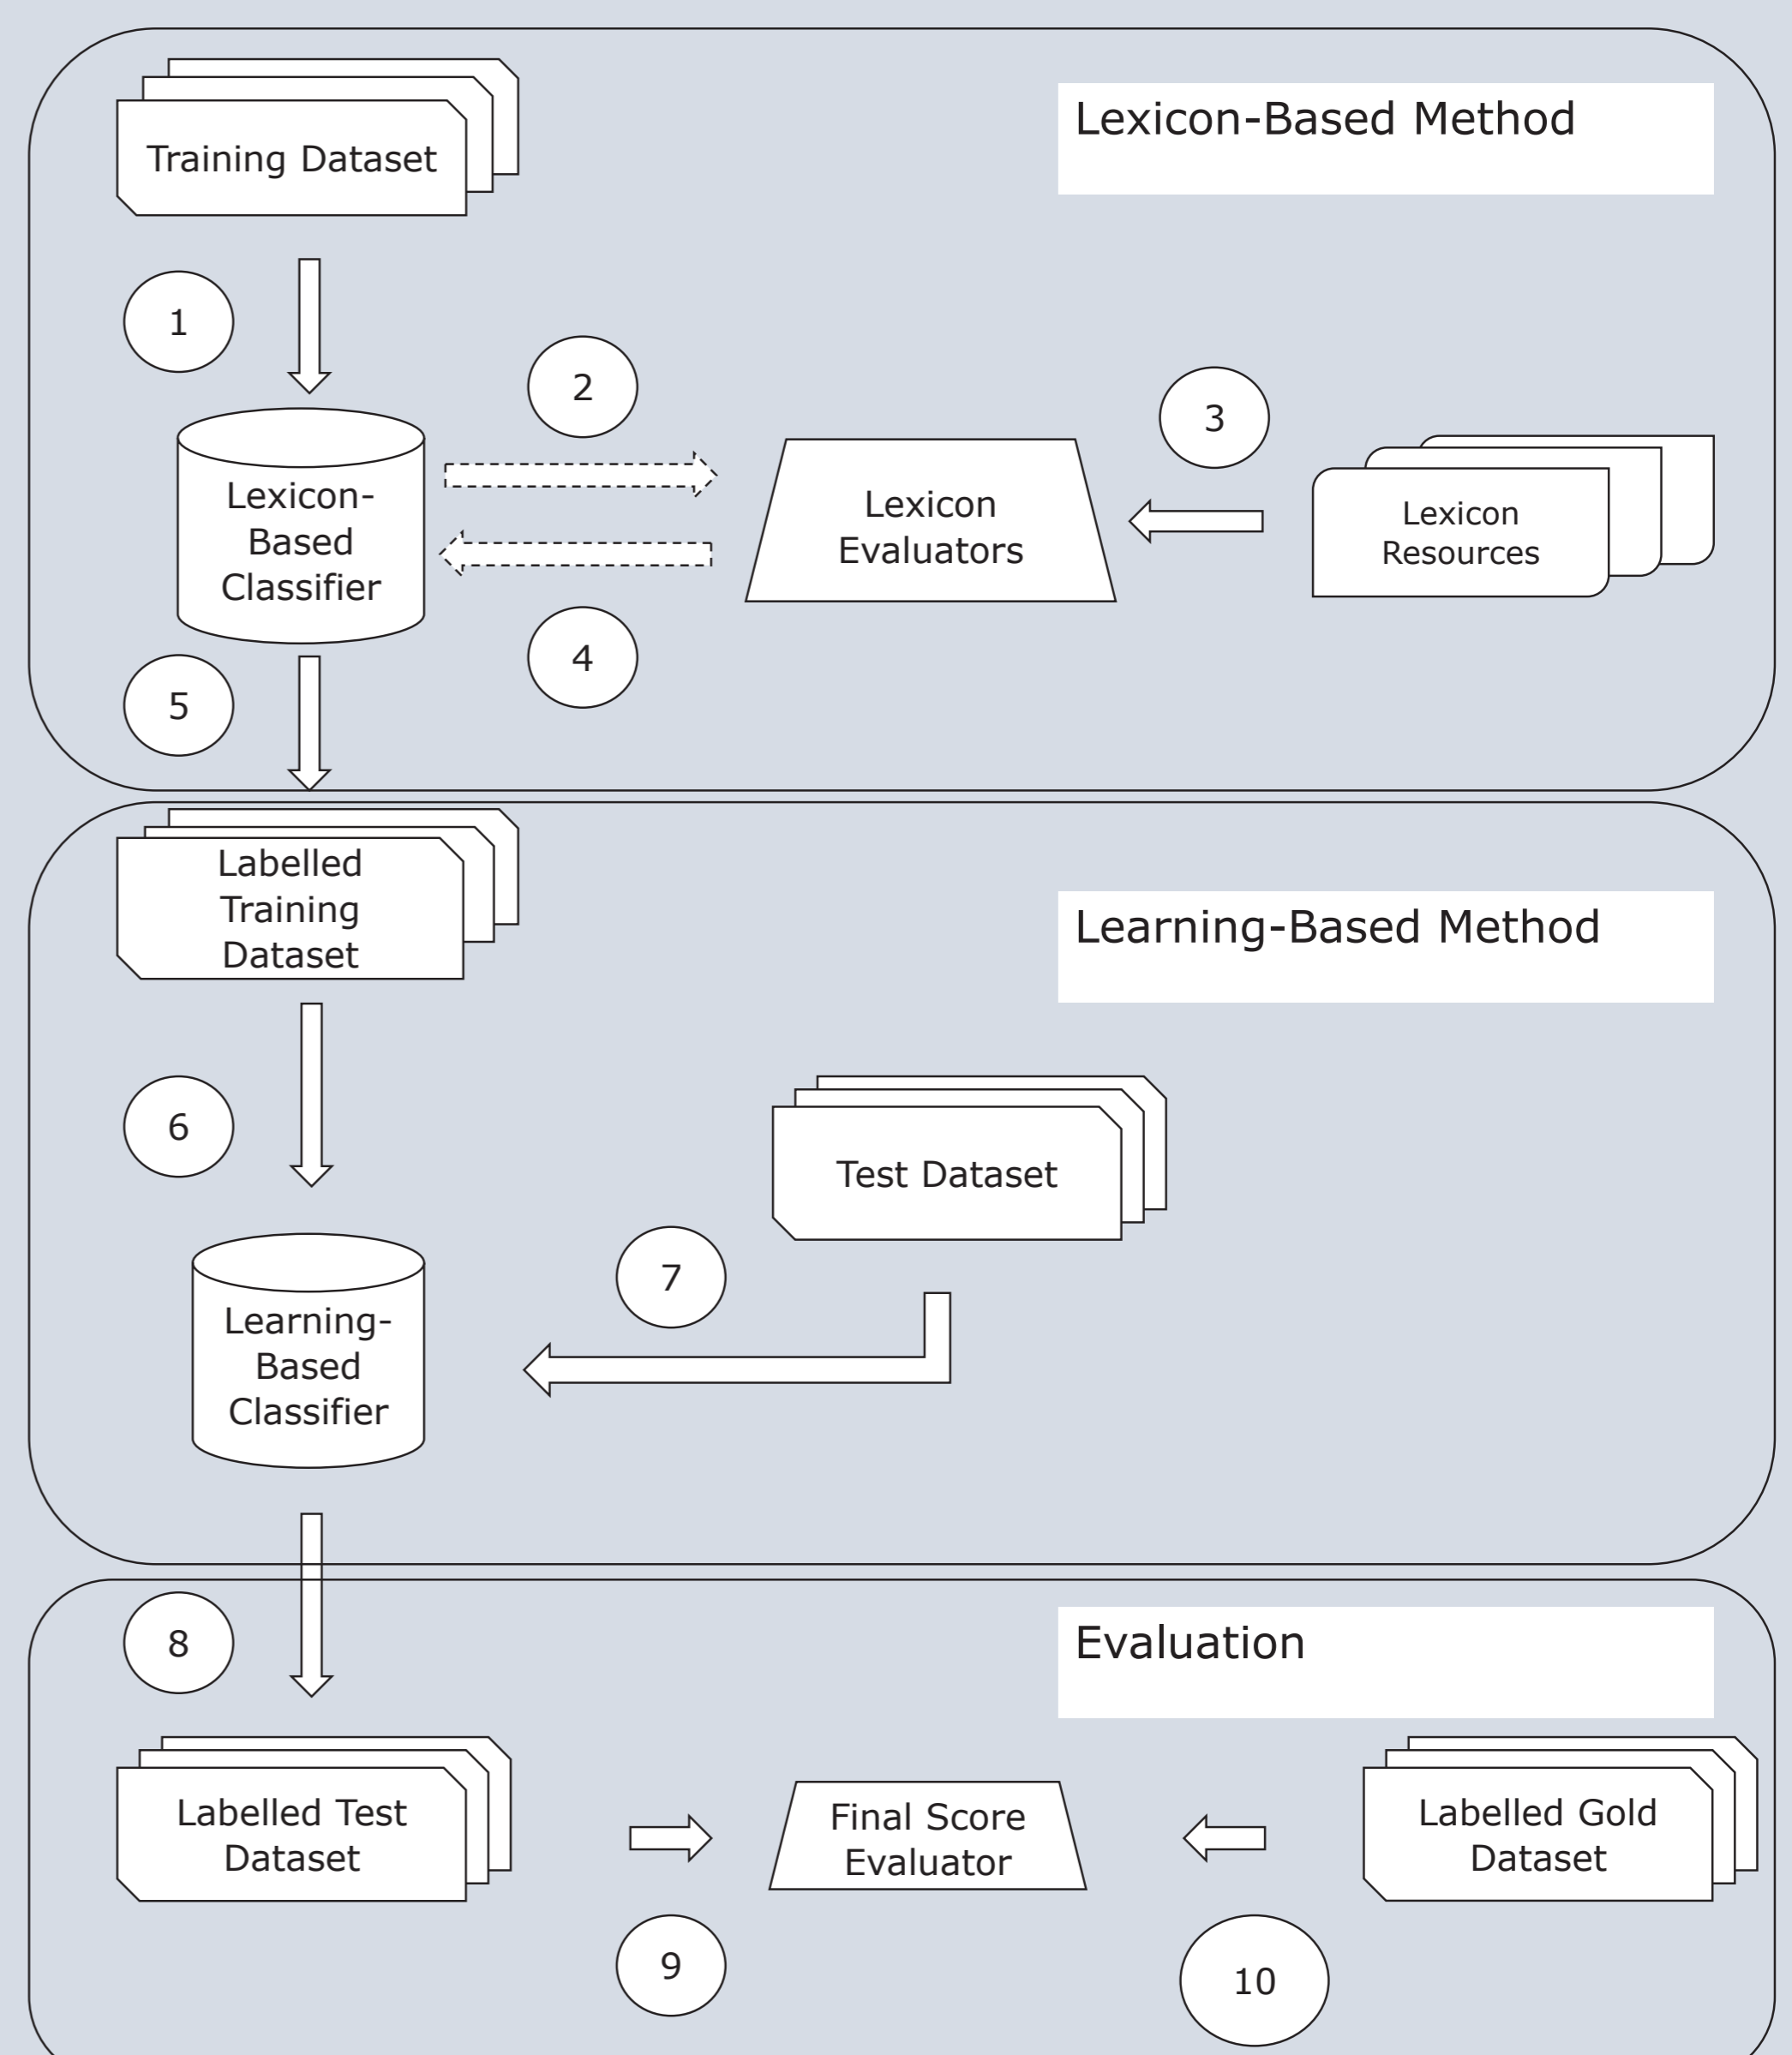 Training Dataset
Lexicon-Based Method
1
2
3
Lexicon-
Based
Classifier
Lexicon
Evaluators
Lexicon
Resources
4
5
Labelled
Training
Dataset
Learning-Based Method
6
Test Dataset
7
Learning-
Based
Classifier
8
Evaluation
Labelled Test
Dataset
Final Score
Evaluator
Labelled Gold
Dataset
9
10